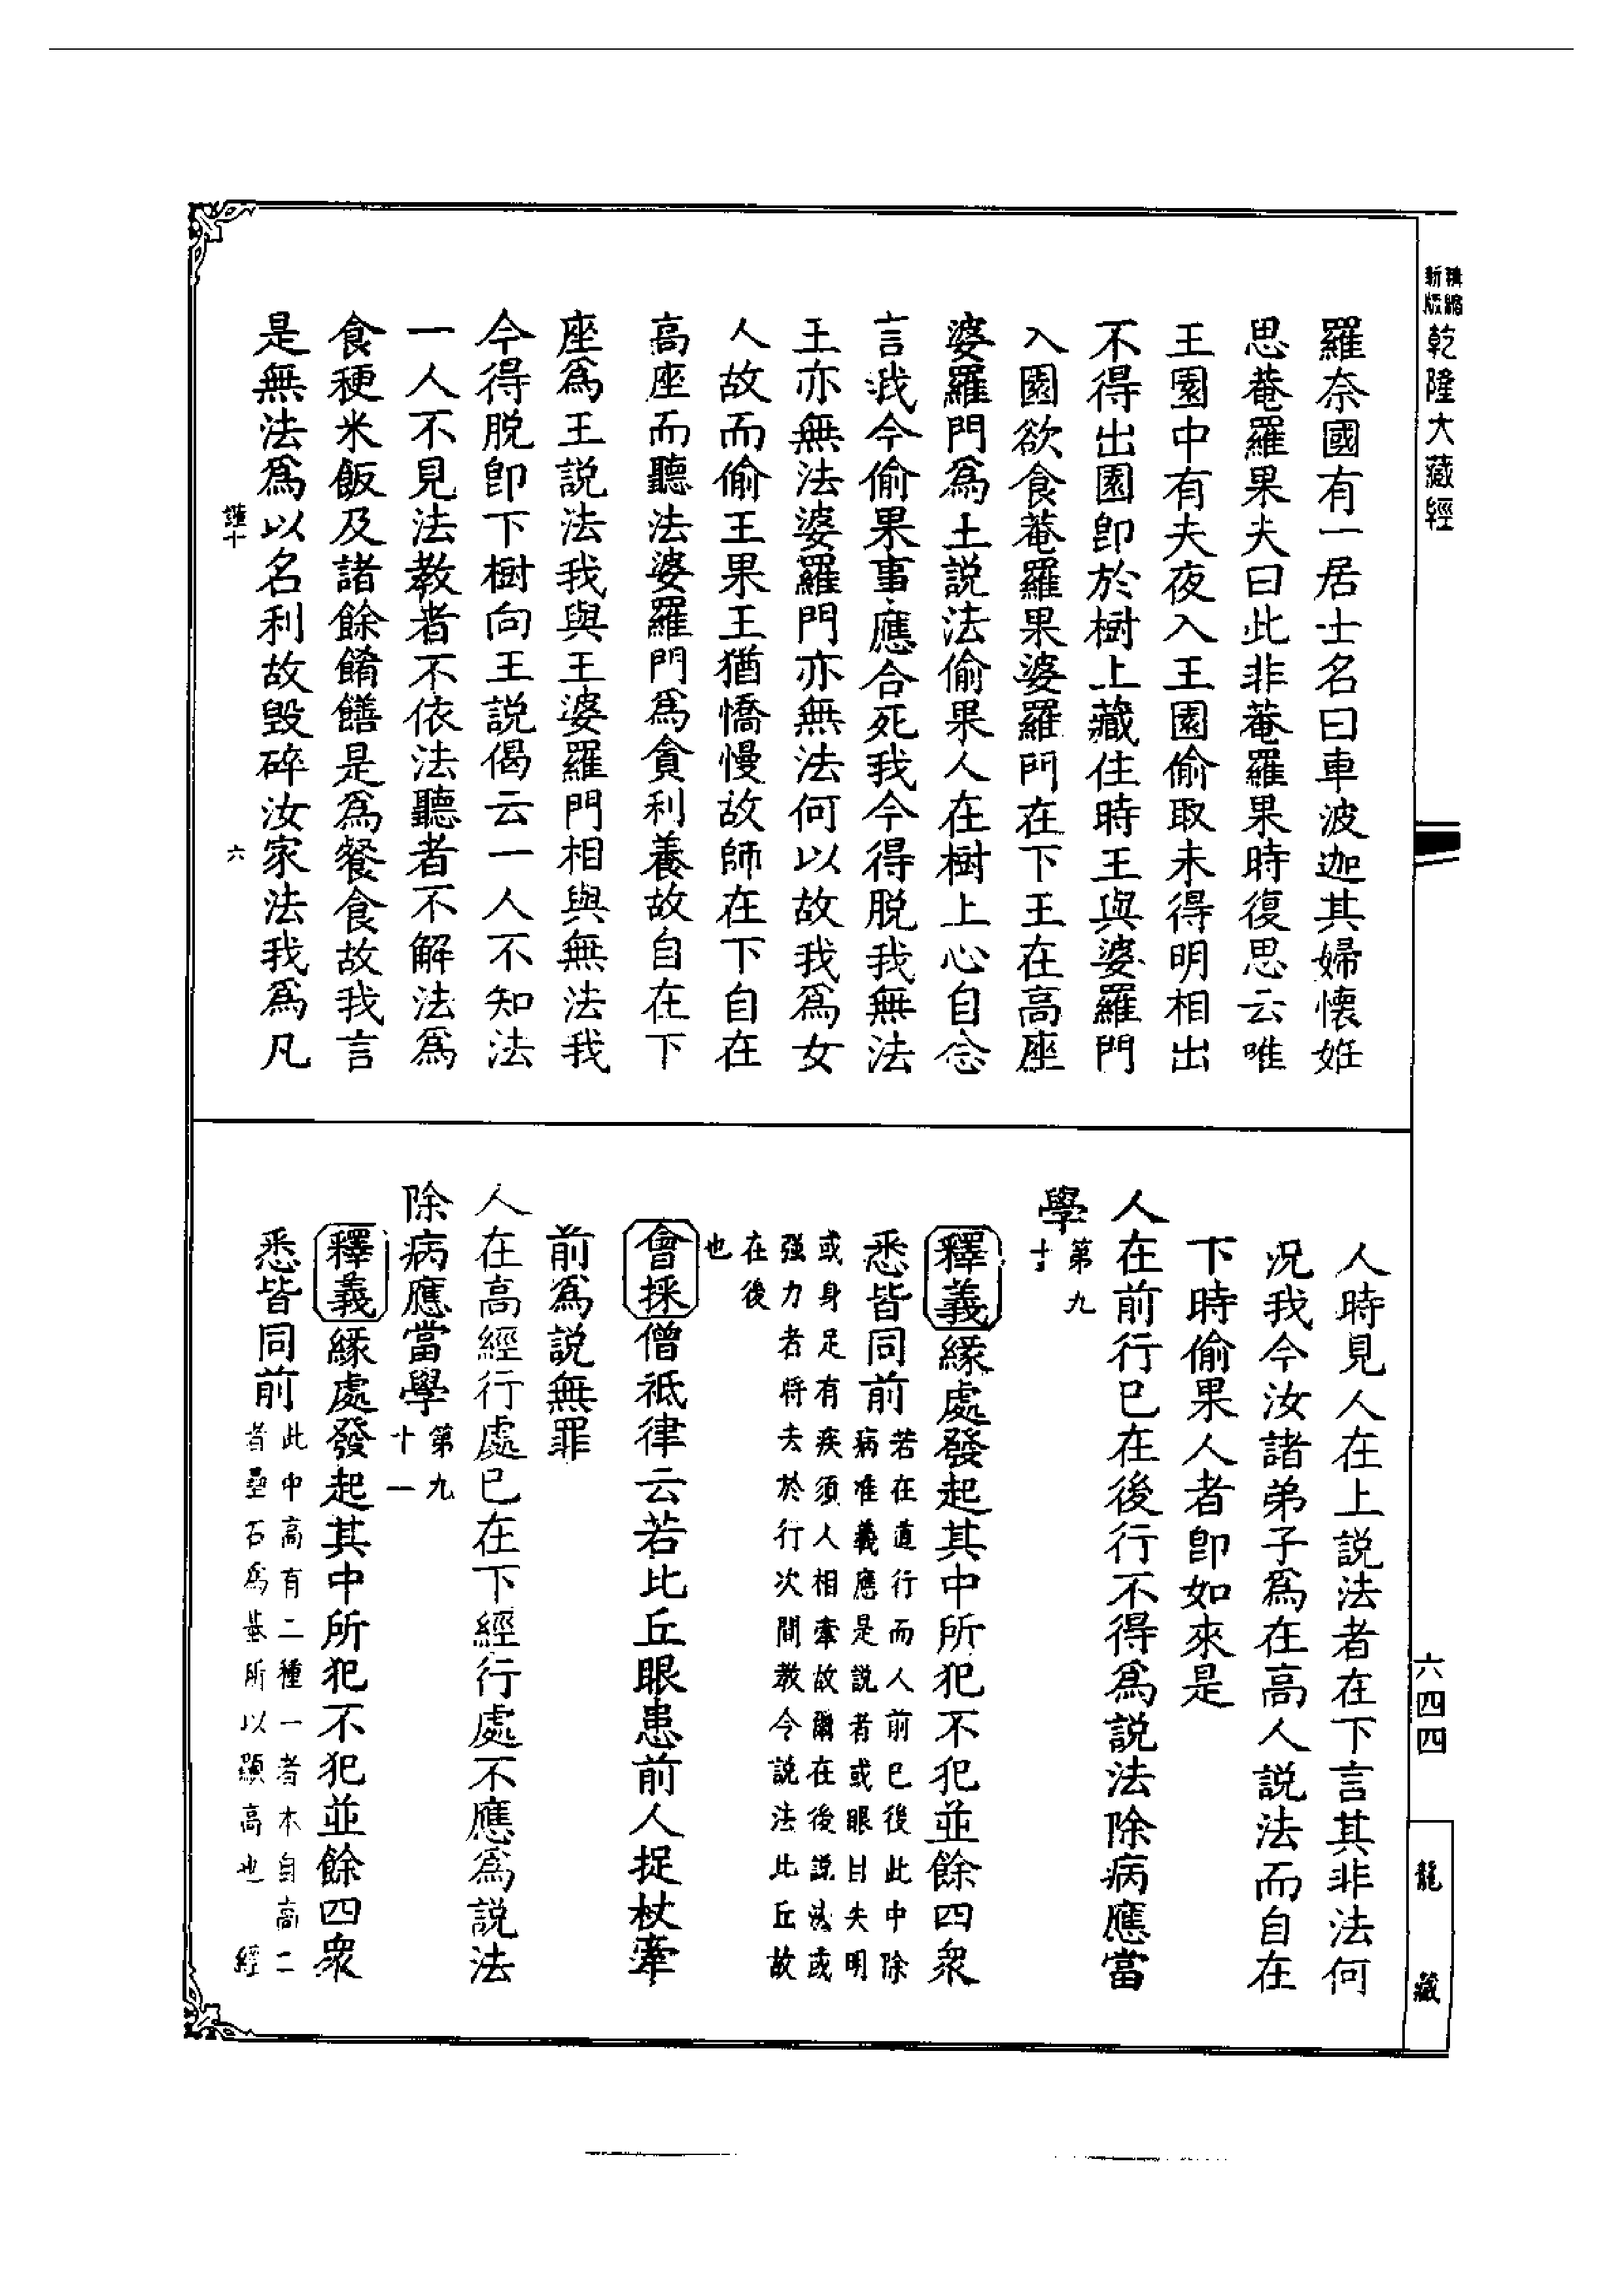 精縮
新版
乾隆大藏經
羅奈國有一居士名曰車波迦其婦懷姙
思菴羅果夫曰此非菴羅果時復思云唯
王園中有夫夜入王園偷取未得明相出
不得出園卽於樹上藏住時王與婆羅門
入園欲食菴羅果婆羅門在下王在高座
婆羅門爲王說法偷果人在樹上心自念
言我今偷果事應合死我今得脫我無法
王亦無法婆羅門亦無法何以故我爲女
人故而偷王果王猶憍慢故師在下自在
高座而聽法婆羅門爲貪利養故自在下
座爲王說法我與王婆羅門相與無法我
今得脫卽下樹向王說偈云一人不知法
一人不見法教者不依法聽者不解法爲
食稉米飯及諸餘餚饍是爲餐食故我言
是無法爲以名利故毀碎汝家法我爲凡
謹十
六
人時見人在上說法者在下言其非法何
況我今汝諸弟子爲在高人說法而自在
下時偷果人者卽如來是
人在前行已在後行不得爲說法除病應當
學第九十
釋義緣處發起其中所犯不犯並餘四衆
悉皆同前若在道行而人前已後此中除
病准義應是說者或眼目失明
或身足有疾須人相牽故爾在後說法或
强力者將去於行次間教令說法此丘故
在後
也
會採僧祇律云若比丘眼患前人捉杖牽
前爲說無罪
人在高經行處已在下經行處不應爲說法
除病應當學第九十一
釋義緣處發起其中所犯不犯並餘四衆
悉皆同前此中高有二種一者本自高二
者壘石爲基所以顯高也經
六四四
龍藏